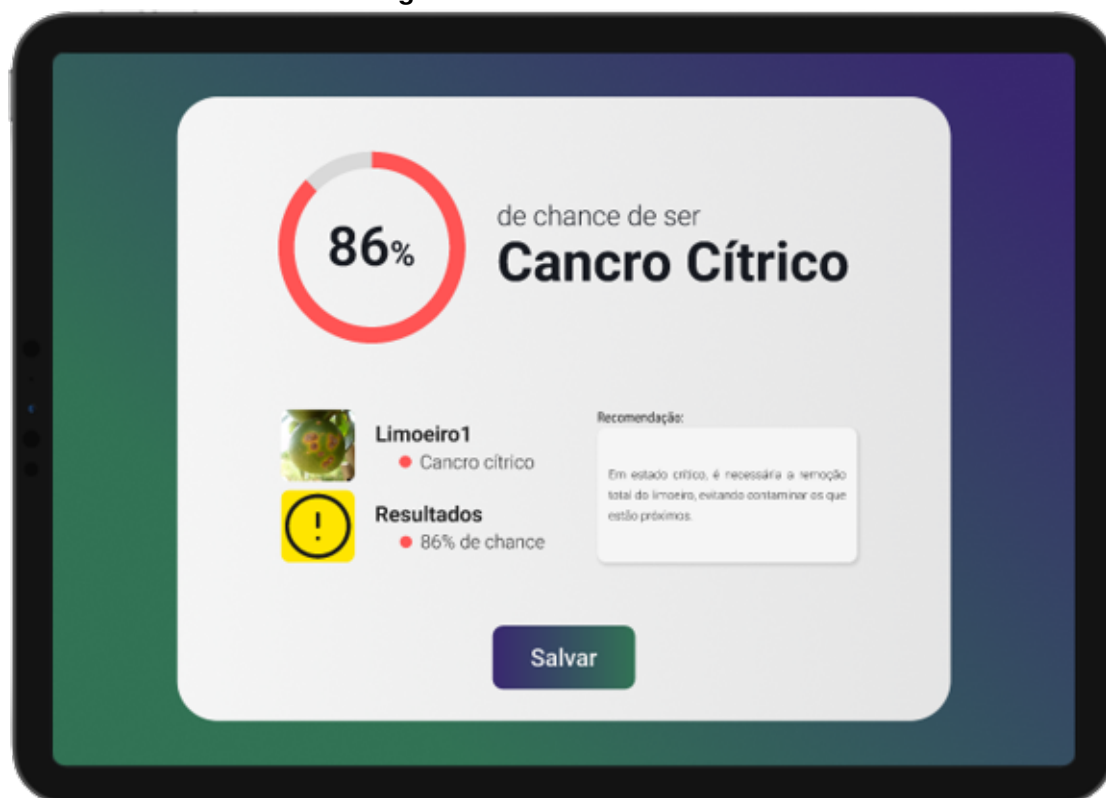 86%
de chance de ser
Cancro Cítrico
Limoeiro1
Cancro cítrico
Resultados
86% de chance
Recomendação:
Em estado crítico, é necessária a remoção
total do limoeiro, evitando contaminar os que
estão próximos.
Salvar